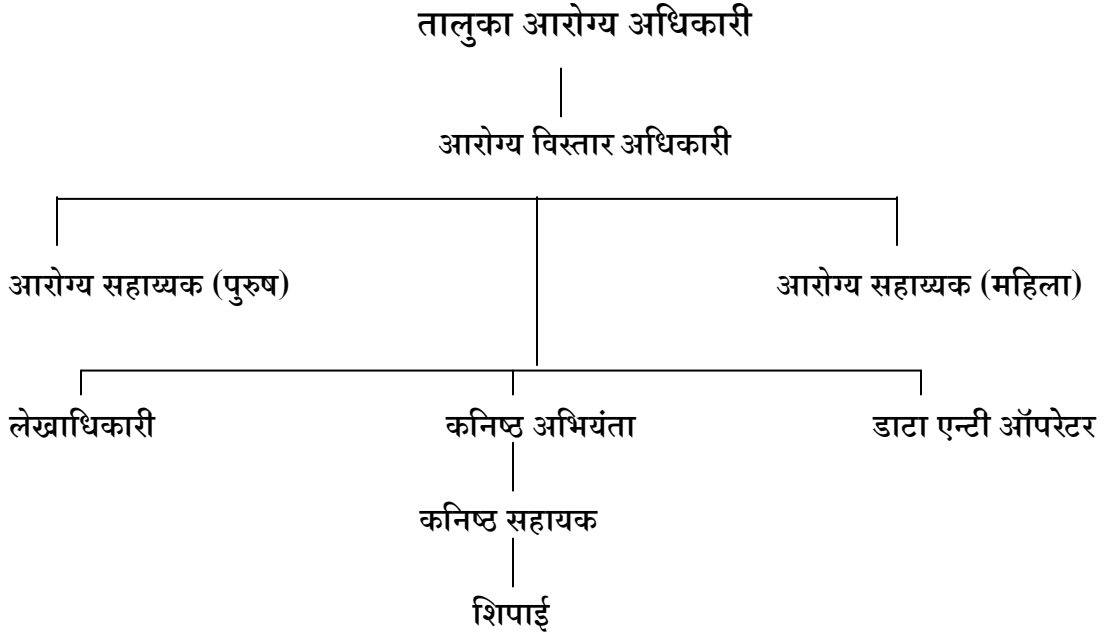 तालुका आरोग्य अधिकारी
आरोग्य विस्तार अधिकारी
आरोग्य सहाय्यक (पुरुष) आरोग्य सहाय्यक (महिला)
लेखाधिकारी कनिष्ठ अभियंता डाटा एन्टी ऑपरेटर
कनिष्ठ सहायक
शिपाई